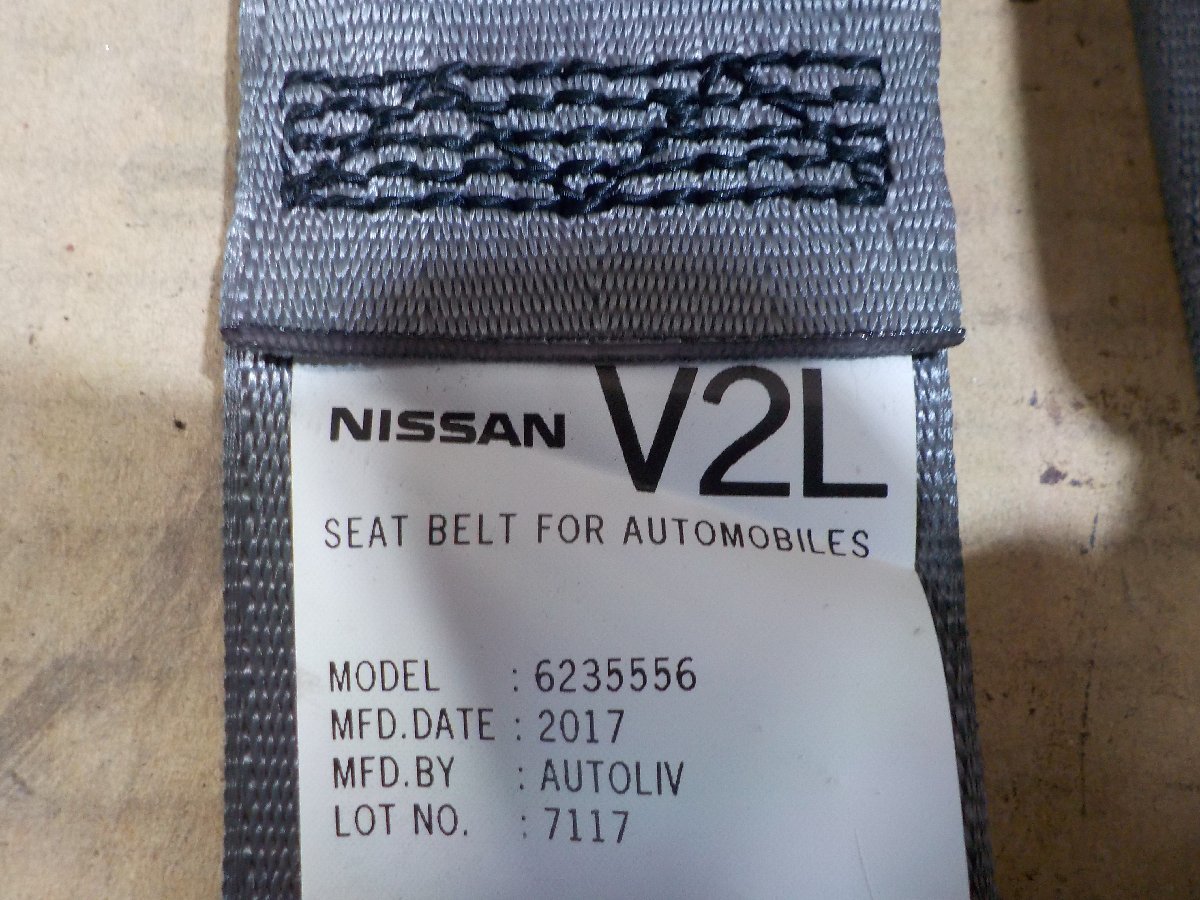 NISSAN V2L
SEAT BELT FOR AUTOMOBILES
MODEL : 6235556
MFD.DATE : 2017
MFD.BY : AUTOLIV
LOT NO. : 7117